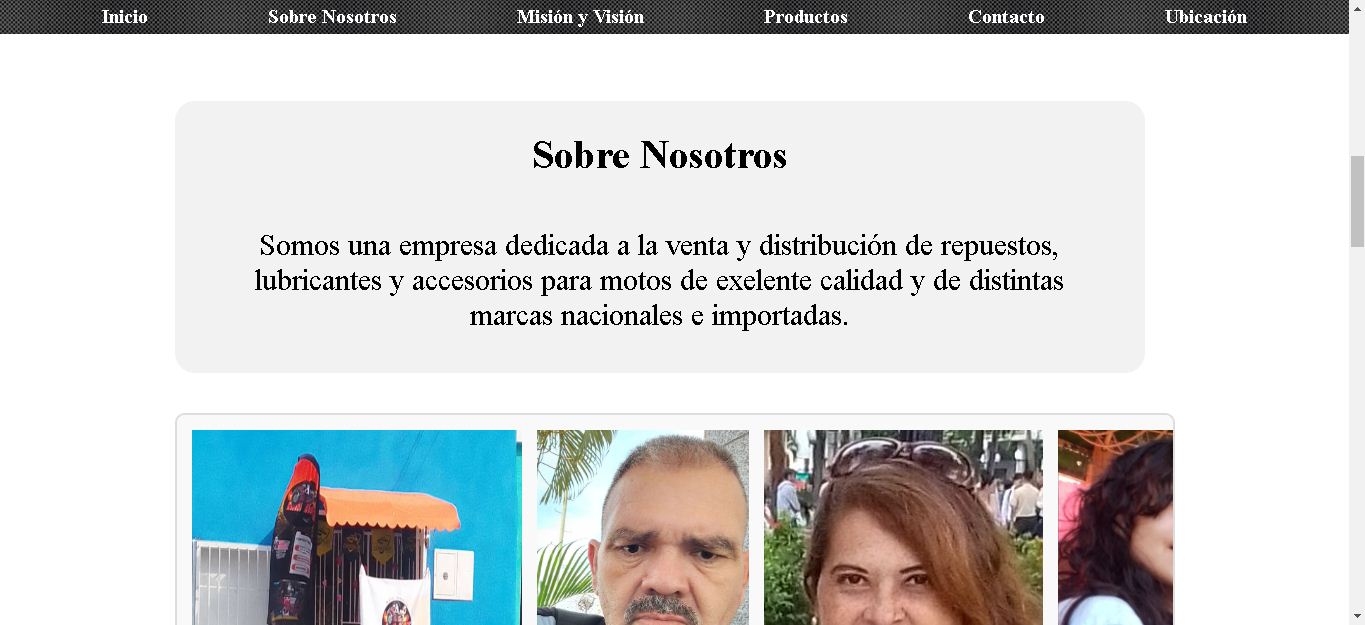 Inicio Sobre Nosotros Misión y Visión Productos Contacto Ubicación
Sobre Nosotros
Somos una empresa dedicada a la venta y distribución de repuestos,
lubricantes y accesorios para motos de exelente calidad y de distintas
marcas nacionales e importadas.